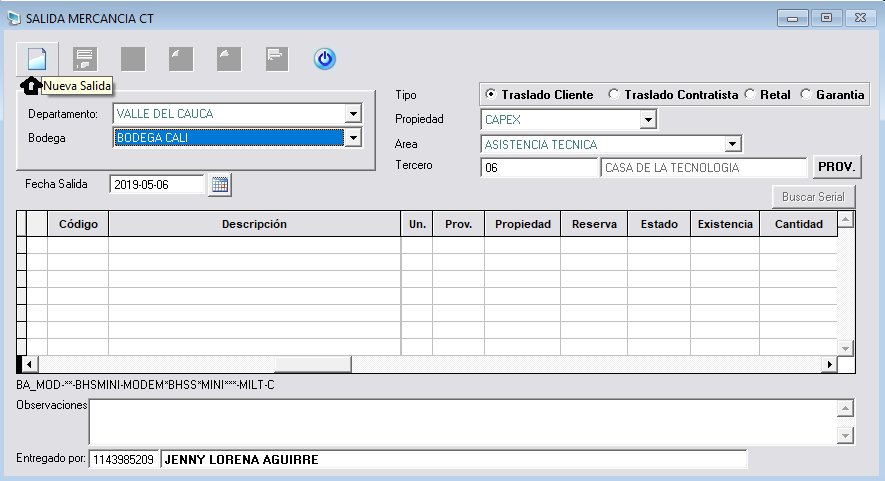 SALIDA MERCANCIA CT
Nueva Salida
Departamento: VALLE DEL CAUCA
Bodega BODEGA CALI
Fecha Salida 2019-05-06
Tipo Traslado Cliente Traslado Contratista Retal Garantia
Propiedad CAPEX
Area ASISTENCIA TECNICA
Tercero 06 CASA DE LA TECNOLOGIA PROV.
Buscar Serial
Código Descripción Un. Prov. Propiedad Reserva Estado Existencia Cantidad
BA_MOD-**-BHSMINI-MODEM*BHSS*MINI***-MILT-C
Observaciones
Entregado por: 1143985209 JENNY LORENA AGUIRRE